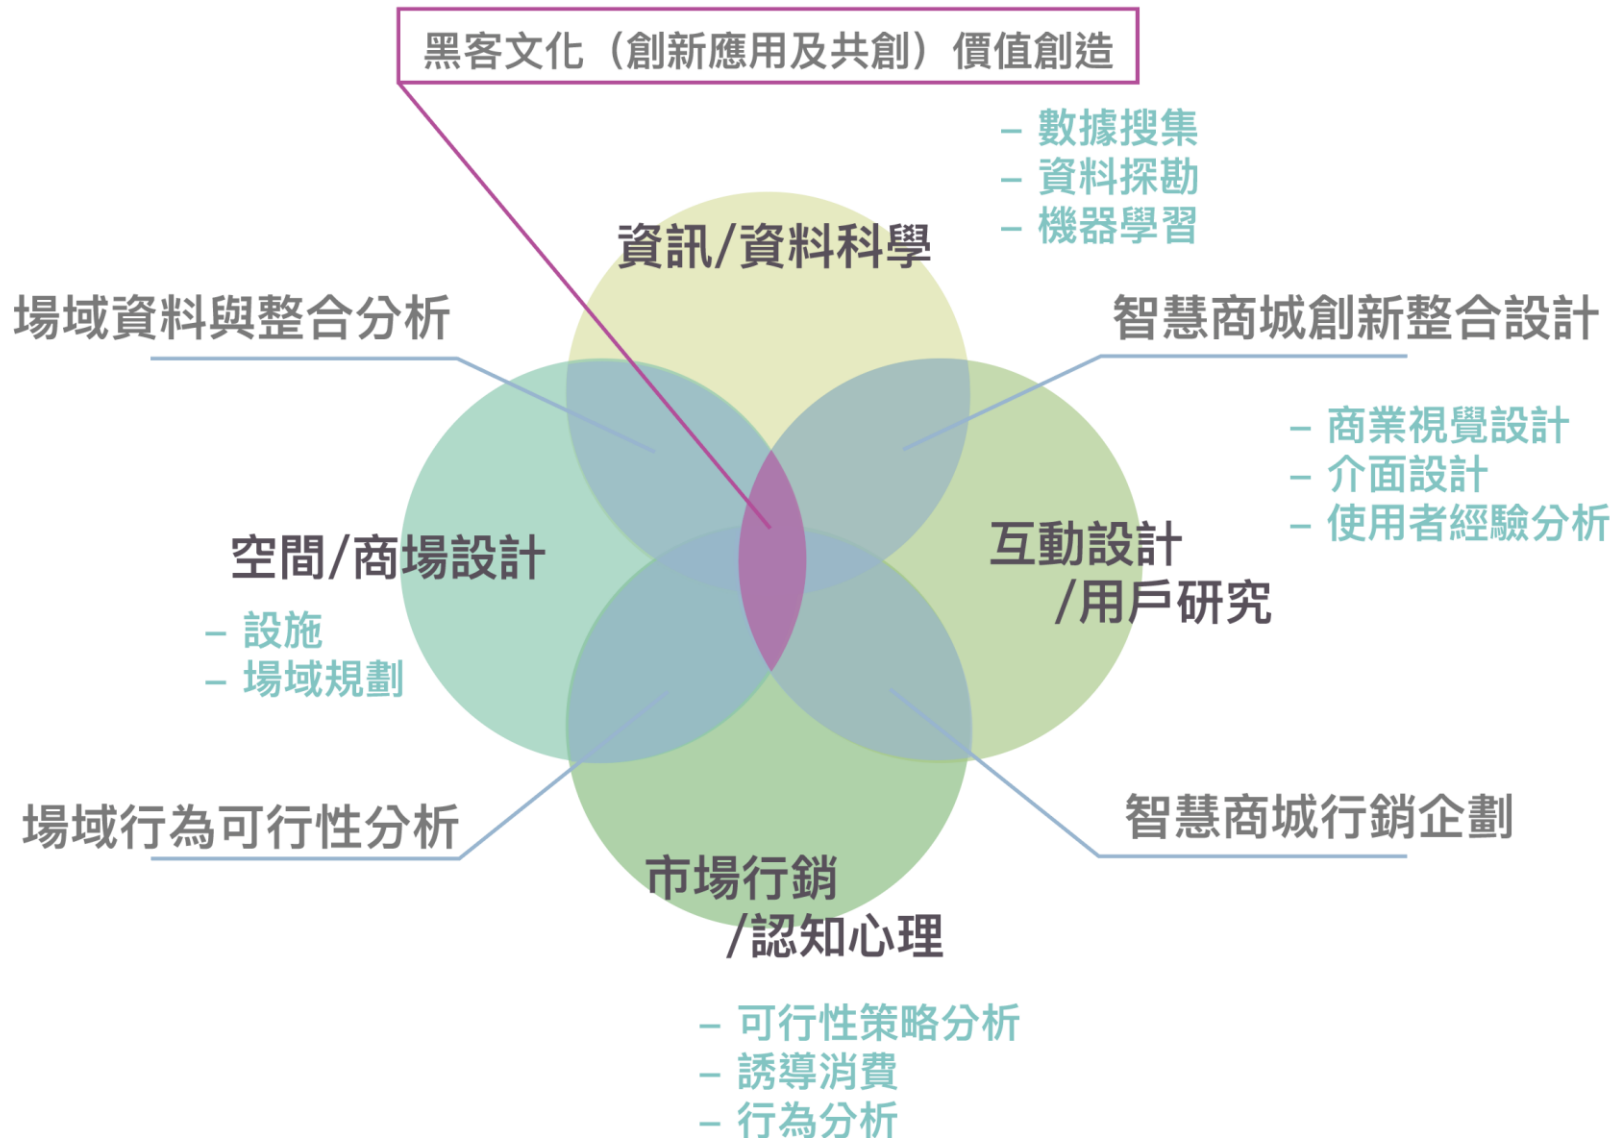 黑客文化（創新應用及共創）價值創造
– 數據搜集
– 資料探勘
– 機器學習
資訊/資料科學
場域資料與整合分析
智慧商城創新整合設計
– 商業視覺設計
– 介面設計
– 使用者經驗分析
空間/商場設計
– 設施
– 場域規劃
互動設計
/用戶研究
場域行為可行性分析
智慧商城行銷企劃
市場行銷
/認知心理
– 可行性策略分析
– 誘導消費
– 行為分析